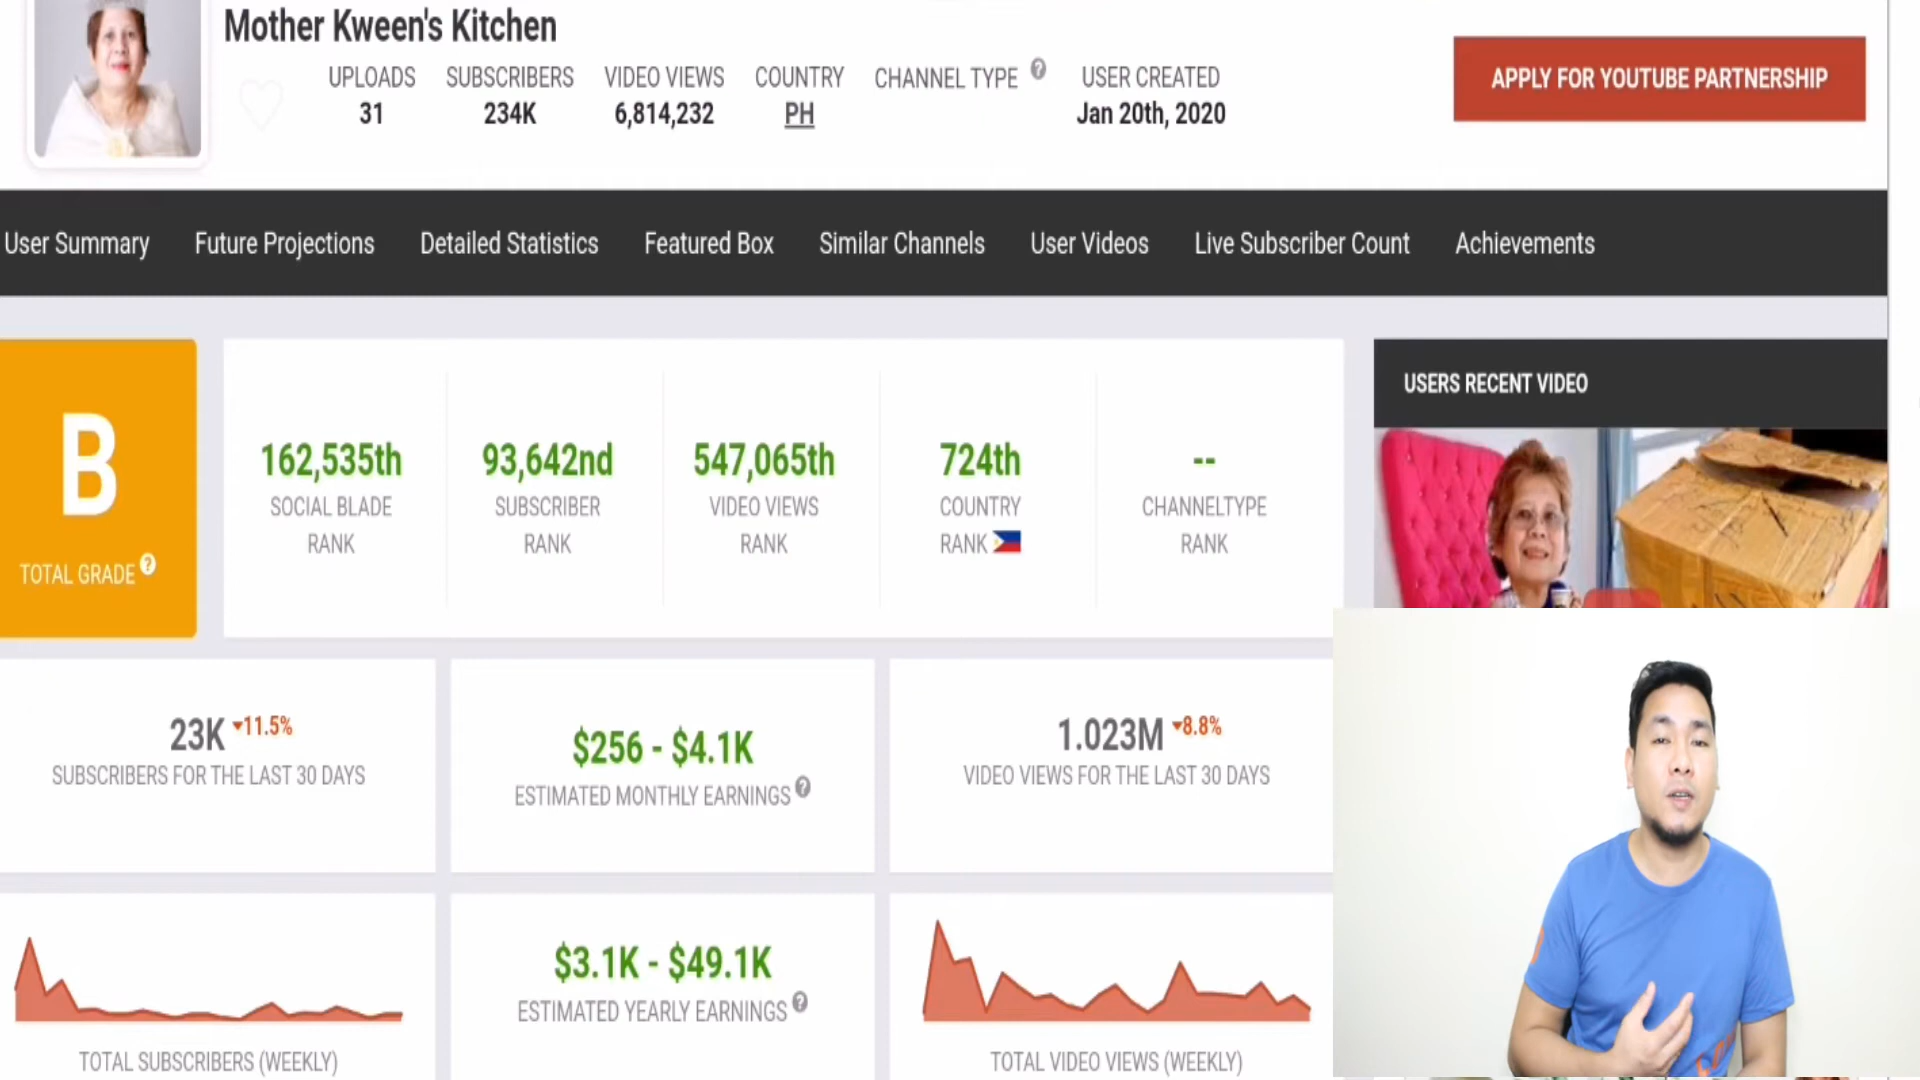 Mother Kween's Kitchen
UPLOADS
31
SUBSCRIBERS
234K
VIDEO VIEWS
6,814,232
COUNTRY
PH
CHANNEL TYPE ?
USER CREATED
Jan 20th, 2020
APPLY FOR YOUTUBE PARTNERSHIP
User Summary
Future Projections
Detailed Statistics
Featured Box
Similar Channels
User Videos
Live Subscriber Count
Achievements
B
TOTAL GRADE ?
162,535th
SOCIAL BLADE
RANK
93,642nd
SUBSCRIBER
RANK
547,065th
VIDEO VIEWS
RANK
724th
COUNTRY
RANK
--
CHANNELTYPE
RANK
USERS RECENT VIDEO
23K 11.5%
SUBSCRIBERS FOR THE LAST 30 DAYS
$256 - $4.1K
ESTIMATED MONTHLY EARNINGS ?
1.023M 8.8%
VIDEO VIEWS FOR THE LAST 30 DAYS
TOTAL SUBSCRIBERS (WEEKLY)
$3.1K - $49.1K
ESTIMATED YEARLY EARNINGS ?
TOTAL VIDEO VIEWS (WEEKLY)